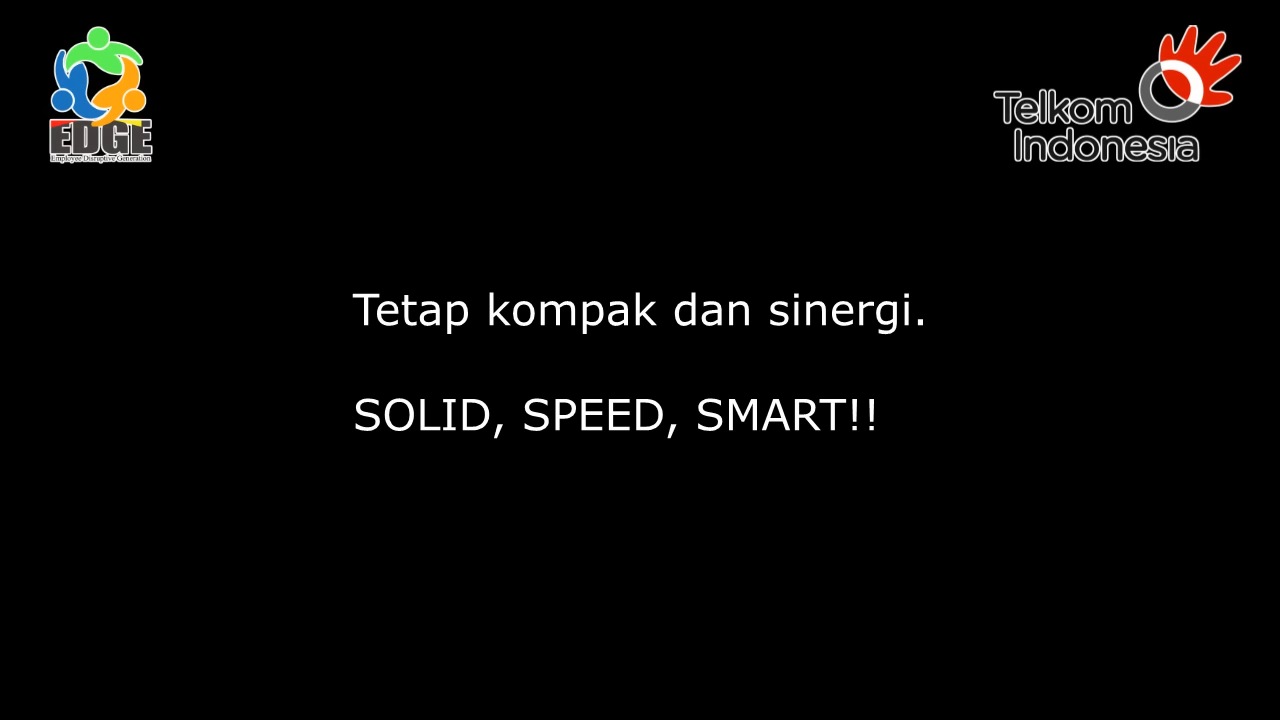 EDGE
Employee Disruptive Generation
Telkom
Indonesia
Tetap kompak dan sinergi.
SOLID, SPEED, SMART!!